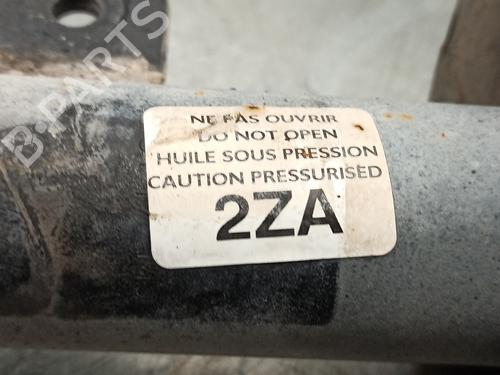 B-PARTS
NE PAS OUVRIR
DO NOT OPEN
HUILE SOUS PRESSION
CAUTION PRESSURISED
2ZA